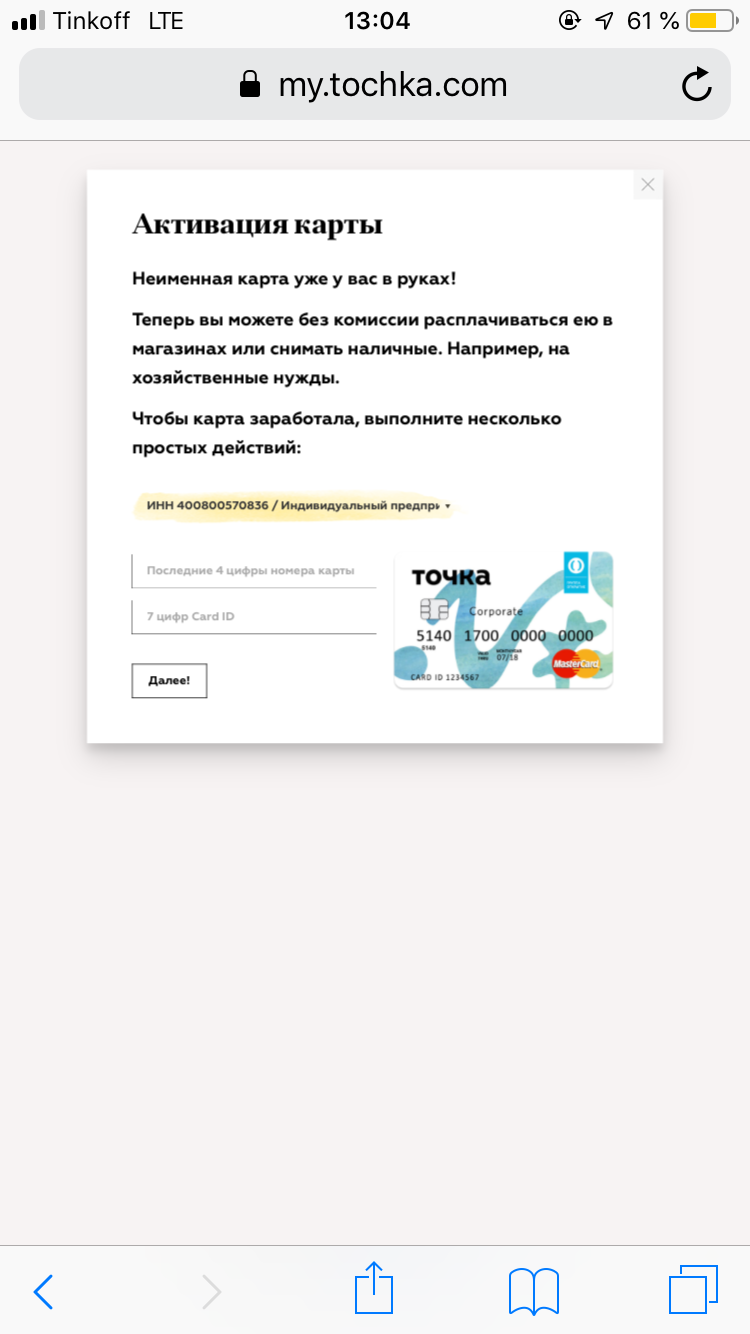 Tinkoff LTE 13:04 61 %
my.tochka.com
Активация карты
Неименная карта уже у вас в руках!
Теперь вы можете без комиссии расплачиваться ею в
магазинах или снимать наличные. Например, на
хозяйственные нужды.
Чтобы карта заработала, выполните несколько
простых действий:
ИНН 400800570836 / Индивидуальный предпри
Последние 4 цифры номера карты
7 цифр Card ID
Далее!
точка
Corporate
5140 1700 0000 0000
5140
07/18
MasterCard
CARD ID 1234567